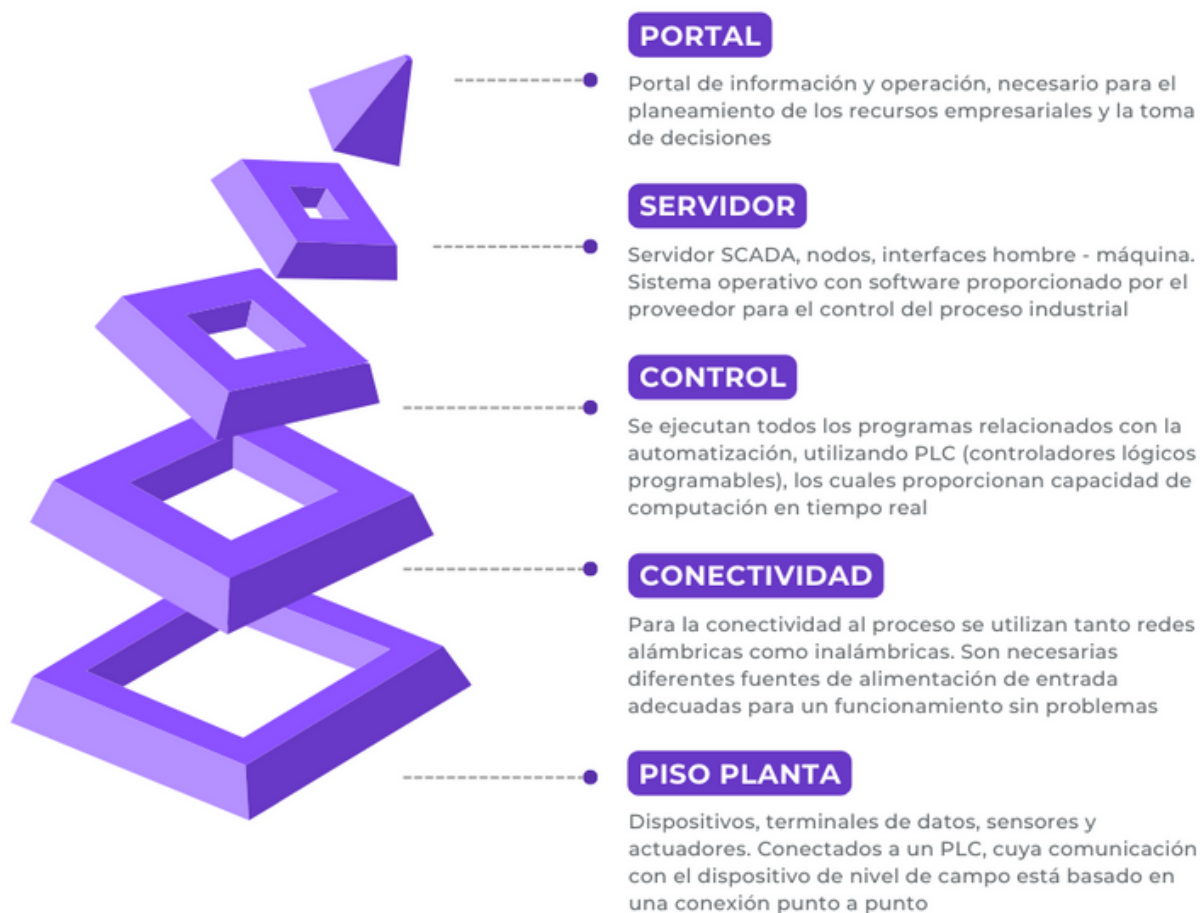 PORTAL
Portal de información y operación, necesario para el
planeamiento de los recursos empresariales y la toma
de decisiones
SERVIDOR
Servidor SCADA, nodos, interfaces hombre - máquina.
Sistema operativo con software proporcionado por el
proveedor para el control del proceso industrial
CONTROL
Se ejecutan todos los programas relacionados con la
automatización, utilizando PLC (controladores lógicos
programables), los cuales proporcionan capacidad de
computación en tiempo real
CONECTIVIDAD
Para la conectividad al proceso se utilizan tanto redes
alámbricas como inalámbricas. Son necesarias
diferentes fuentes de alimentación de entrada
adecuadas para un funcionamiento sin problemas
PISO PLANTA
Dispositivos, terminales de datos, sensores y
actuadores. Conectados a un PLC, cuya comunicación
con el dispositivo de nivel de campo está basado en
una conexión punto a punto